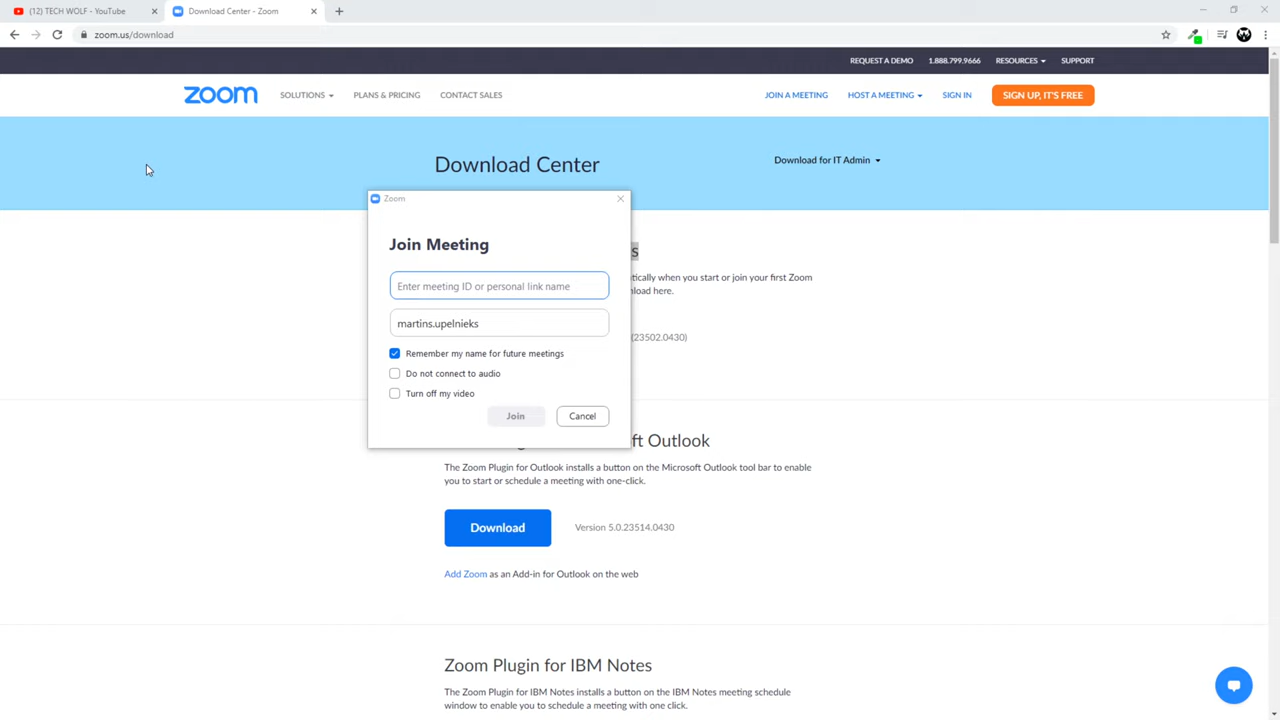 (12) TECH WOLF - YouTube
Download Center - Zoom
zoom.us/download
REQUEST A DEMO 1.888.799.9666 RESOURCES SUPPORT
zoom SOLUTIONS PLANS & PRICING CONTACT SALES JOIN A MEETING HOST A MEETING SIGN IN SIGN UP, IT'S FREE
Download Center
Download for IT Admin
Zoom
Join Meeting
s
Enter meeting ID or personal link name
tically when you start or join your first Zoom
nload here.
martins.upelnieks
(23502.0430)
Remember my name for future meetings
Do not connect to audio
Turn off my video
Join Cancel
ft Outlook
The Zoom Plugin for Outlook installs a button on the Microsoft Outlook tool bar to enable
you to start or schedule a meeting with one-click.
Download Version 5.0.23514.0430
Add Zoom as an Add-in for Outlook on the web
Zoom Plugin for IBM Notes
The Zoom Plugin for IBM Notes installs a button on the IBM Notes meeting schedule
window to enable you to schedule a meeting with one click.